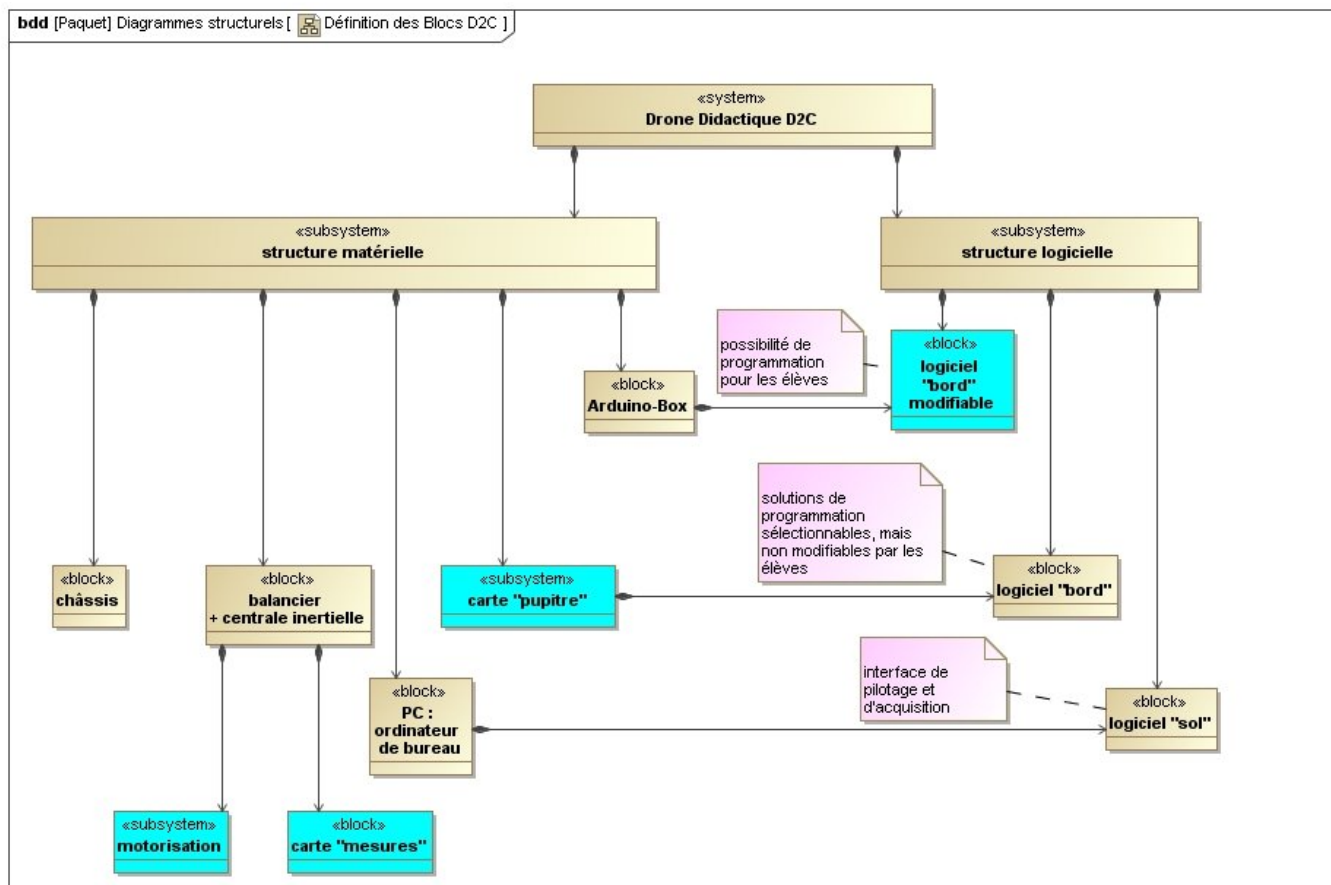 bdd [Paquet] Diagrammes structurels [ Définition des Blocs D2C ]
«system»
Drone Didactique D2C
«subsystem»
structure matérielle
«subsystem»
structure logicielle
possibilité de
programmation
pour les élèves
«block»
logiciel
"bord"
modifiable
«block»
Arduino-Box
solutions de
programmation
sélectionnables, mais
non modifiables par les
élèves
«block»
châssis
«block»
balancier
+ centrale inertielle
«subsystem»
carte "pupitre"
«block»
logiciel "bord"
interface de
pilotage et
d'acquisition
«block»
PC :
ordinateur
de bureau
«block»
logiciel "sol"
«subsystem»
motorisation
«block»
carte "mesures"